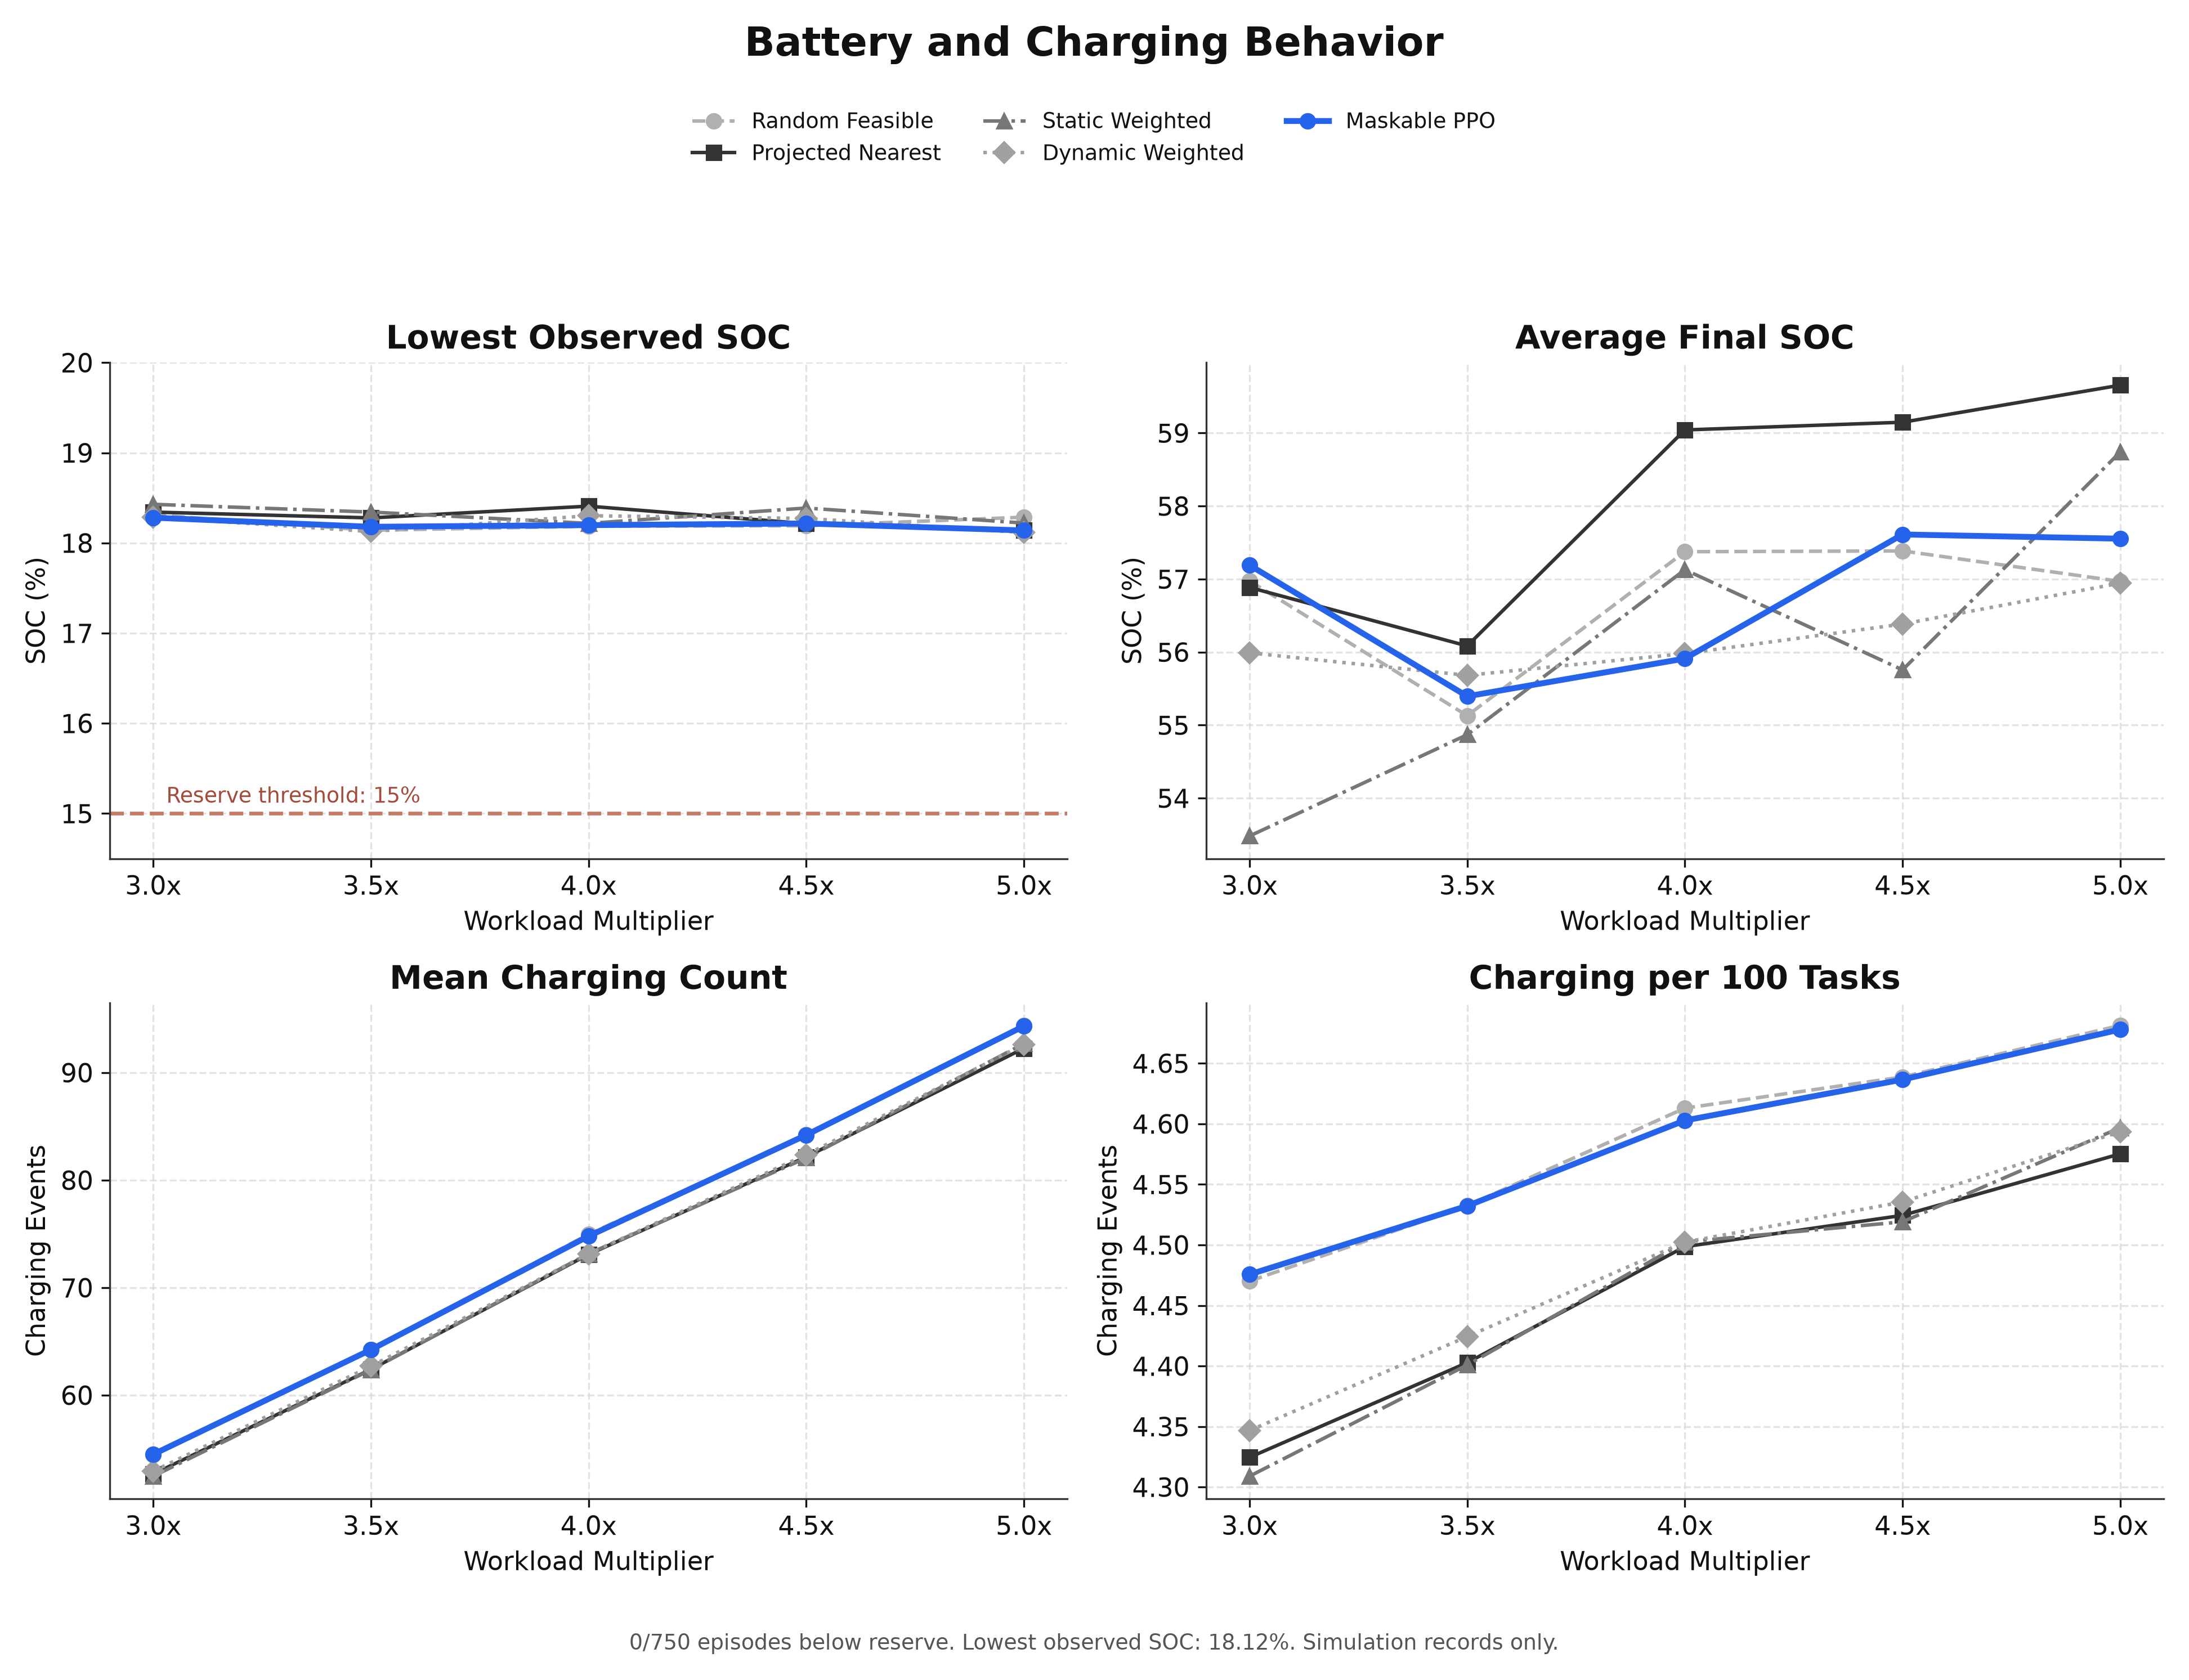 Battery and Charging Behavior
Random Feasible
Projected Nearest
Static Weighted
Dynamic Weighted
Maskable PPO
Lowest Observed SOC
SOC (%)
20
19
18
17
16
15
Reserve threshold: 15%
3.0x 3.5x 4.0x 4.5x 5.0x
Workload Multiplier
Average Final SOC
SOC (%)
59
58
57
56
55
54
3.0x 3.5x 4.0x 4.5x 5.0x
Workload Multiplier
Mean Charging Count
Charging Events
90
80
70
60
3.0x 3.5x 4.0x 4.5x 5.0x
Workload Multiplier
Charging per 100 Tasks
Charging Events
4.65
4.60
4.55
4.50
4.45
4.40
4.35
4.30
3.0x 3.5x 4.0x 4.5x 5.0x
Workload Multiplier
0/750 episodes below reserve. Lowest observed SOC: 18.12%. Simulation records only.